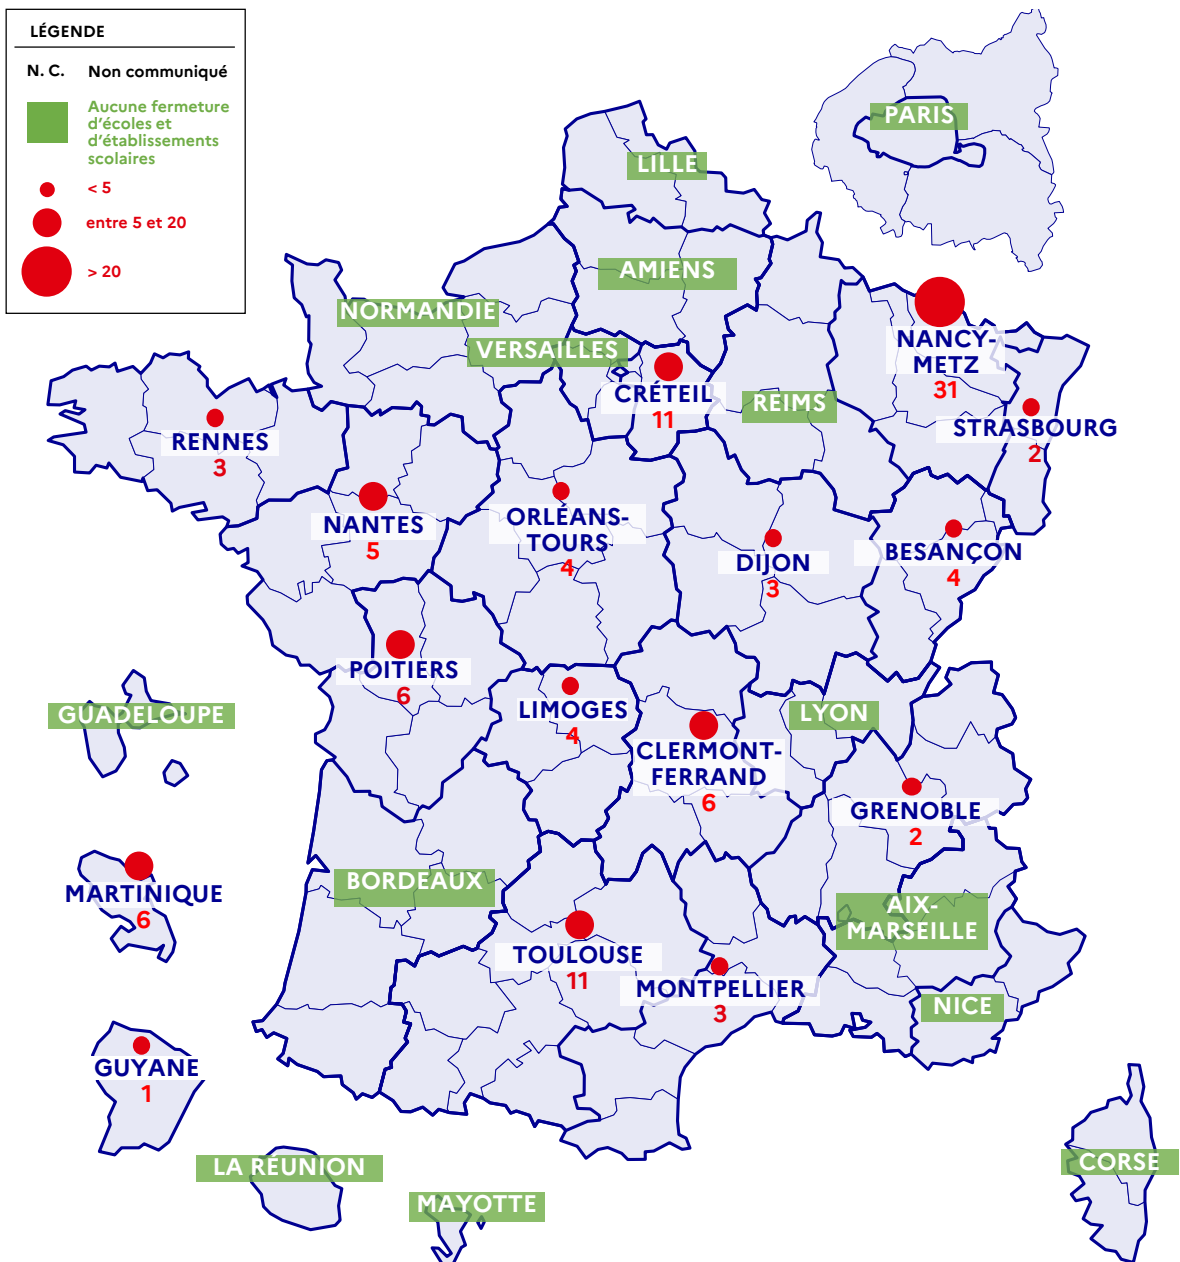 LÉGENDE
N. C. Non communiqué
Aucune fermeture
d'écoles et
d'établissements
scolaires
< 5
entre 5 et 20
> 20
PARIS
LILLE
AMIENS
NORMANDIE
VERSAILLES
CRÉTEIL
11
REIMS
NANCY-
METZ
31
STRASBOURG
2
RENNES
3
NANTES
5
ORLÉANS-
TOURS
4
DIJON
3
BESANÇON
4
POITIERS
6
LIMOGES
4
CLERMONT-
FERRAND
6
LYON
GRENOBLE
2
GUADELOUPE
MARTINIQUE
6
BORDEAUX
TOULOUSE
11
MONTPELLIER
3
AIX-
MARSEILLE
NICE
GUYANE
1
LA RÉUNION
MAYOTTE
CORSE